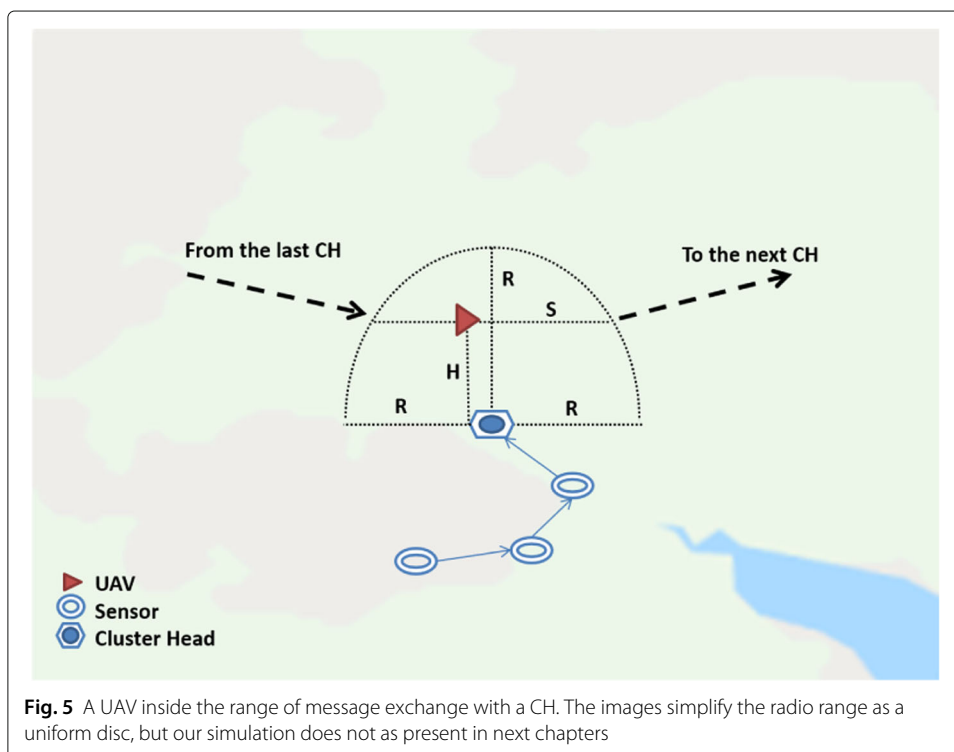 From the last CH
To the next CH
R
S
H
R
R
UAV
Sensor
Cluster Head
Fig. 5 A UAV inside the range of message exchange with a CH. The images simplify the radio range as a
uniform disc, but our simulation does not as present in next chapters